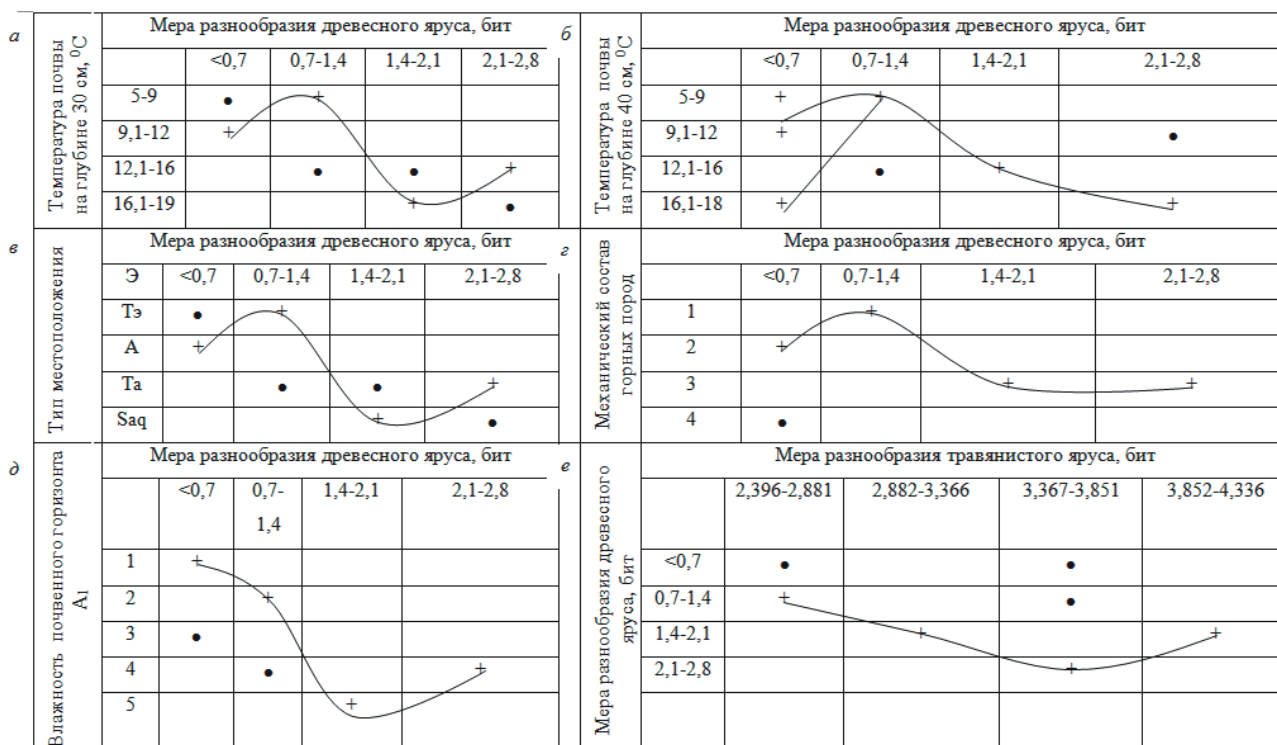 а
Температура почвы на глубине 30 см, ⁰С
Мера разнообразия древесного яруса, бит
<0,7 0,7-1,4 1,4-2,1 2,1-2,8
5-9
9,1-12
12,1-16
16,1-19
б
Температура почвы на глубине 40 см, ⁰С
Мера разнообразия древесного яруса, бит
<0,7 0,7-1,4 1,4-2,1 2,1-2,8
5-9
9,1-12
12,1-16
16,1-18
в
Тип местоположения
Мера разнообразия древесного яруса, бит
Э <0,7 0,7-1,4 1,4-2,1 2,1-2,8
Тэ
А
Та
Saq
г
Механический состав горных пород
Мера разнообразия древесного яруса, бит
<0,7 0,7-1,4 1,4-2,1 2,1-2,8
1
2
3
4
д
Влажность почвенного горизонта А1
Мера разнообразия древесного яруса, бит
<0,7 0,7- 1,4-2,1 2,1-2,8
1,4
1
2
3
4
5
е
Мера разнообразия древесного яруса, бит
Мера разнообразия травянистого яруса, бит
2,396-2,881 2,882-3,366 3,367-3,851 3,852-4,336
<0,7
0,7-1,4
1,4-2,1
2,1-2,8